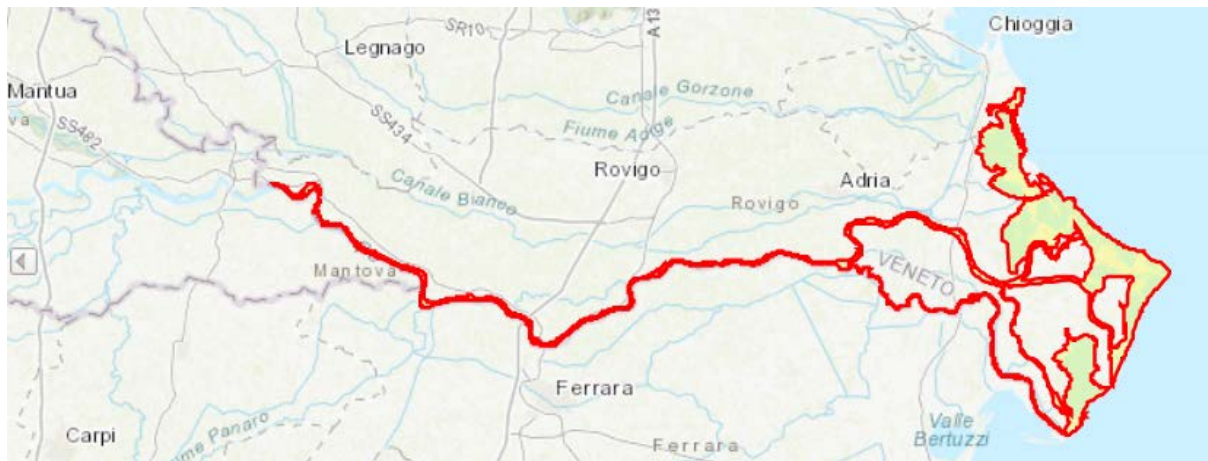 Chioggia
SR10
A13
Legnago
Mantua
Canale Gorzone
SS482
SS434
Fiume Adige
Rovigo
Adria
Canale Bianco
Rovigo
VENETO
Mantova
Ferrara
Valle
Bertuzzi
Carpi
Panaro
Ferrara